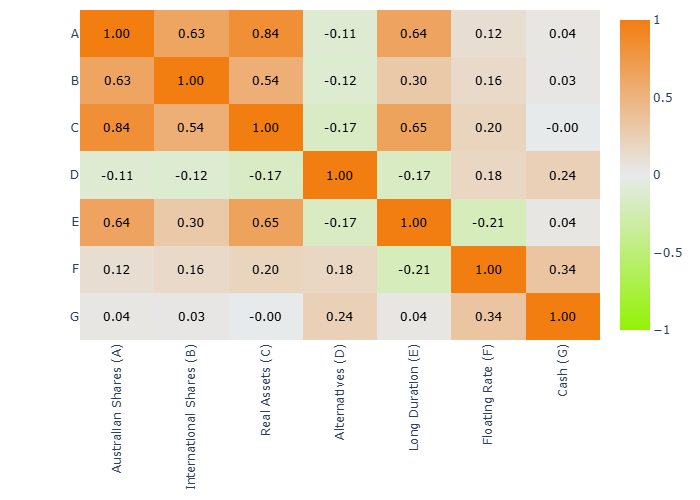 A 1.00 0.63 0.84 -0.11 0.64 0.12 0.04
B 0.63 1.00 0.54 -0.12 0.30 0.16 0.03
C 0.84 0.54 1.00 -0.17 0.65 0.20 -0.00
D -0.11 -0.12 -0.17 1.00 -0.17 0.18 0.24
E 0.64 0.30 0.65 -0.17 1.00 -0.21 0.04
F 0.12 0.16 0.20 0.18 -0.21 1.00 0.34
G 0.04 0.03 -0.00 0.24 0.04 0.34 1.00
Australian Shares (A)
International Shares (B)
Real Assets (C)
Alternatives (D)
Long Duration (E)
Floating Rate (F)
Cash (G)
1
0.5
0
−0.5
−1